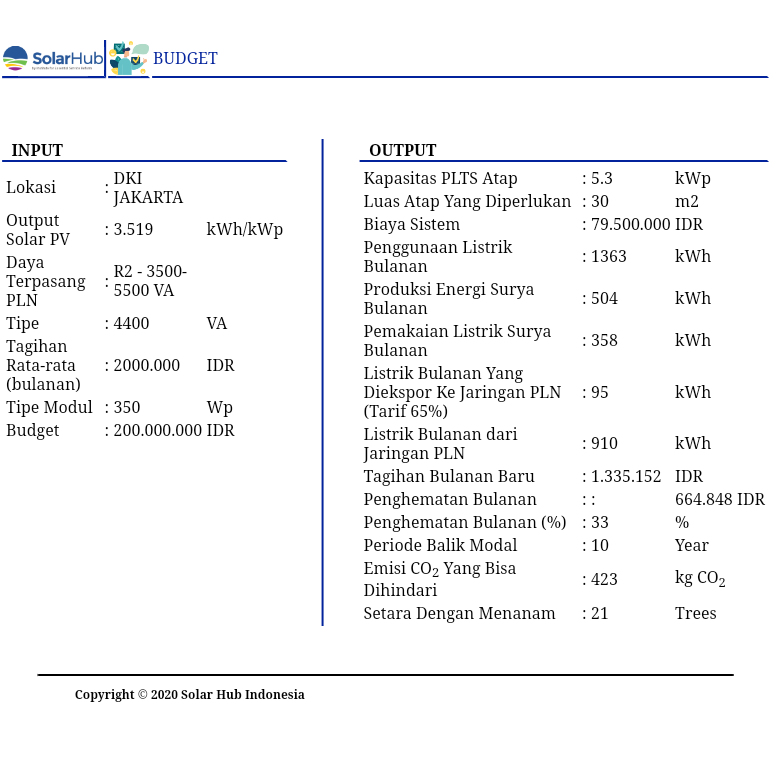 SolarHub
BUDGET
INPUT
Lokasi : DKI
JAKARTA
Output
Solar PV : 3.519 kWh/kWp
Daya
Terpasang
PLN : R2 - 3500-
5500 VA
Tipe : 4400 VA
Tagihan
Rata-rata
(bulanan) : 2000.000 IDR
Tipe Modul : 350 Wp
Budget : 200.000.000 IDR
OUTPUT
Kapasitas PLTS Atap : 5.3 kWp
Luas Atap Yang Diperlukan : 30 m2
Biaya Sistem : 79.500.000 IDR
Penggunaan Listrik
Bulanan : 1363 kWh
Produksi Energi Surya
Bulanan : 504 kWh
Pemakaian Listrik Surya
Bulanan : 358 kWh
Listrik Bulanan Yang
Diekspor Ke Jaringan PLN : 95 kWh
(Tarif 65%)
Listrik Bulanan dari
Jaringan PLN : 910 kWh
Tagihan Bulanan Baru : 1.335.152 IDR
Penghematan Bulanan : : 664.848 IDR
Penghematan Bulanan (%) : 33 %
Periode Balik Modal : 10 Year
Emisi CO2 Yang Bisa
Dihindari : 423 kg CO2
Setara Dengan Menanam : 21 Trees
Copyright © 2020 Solar Hub Indonesia